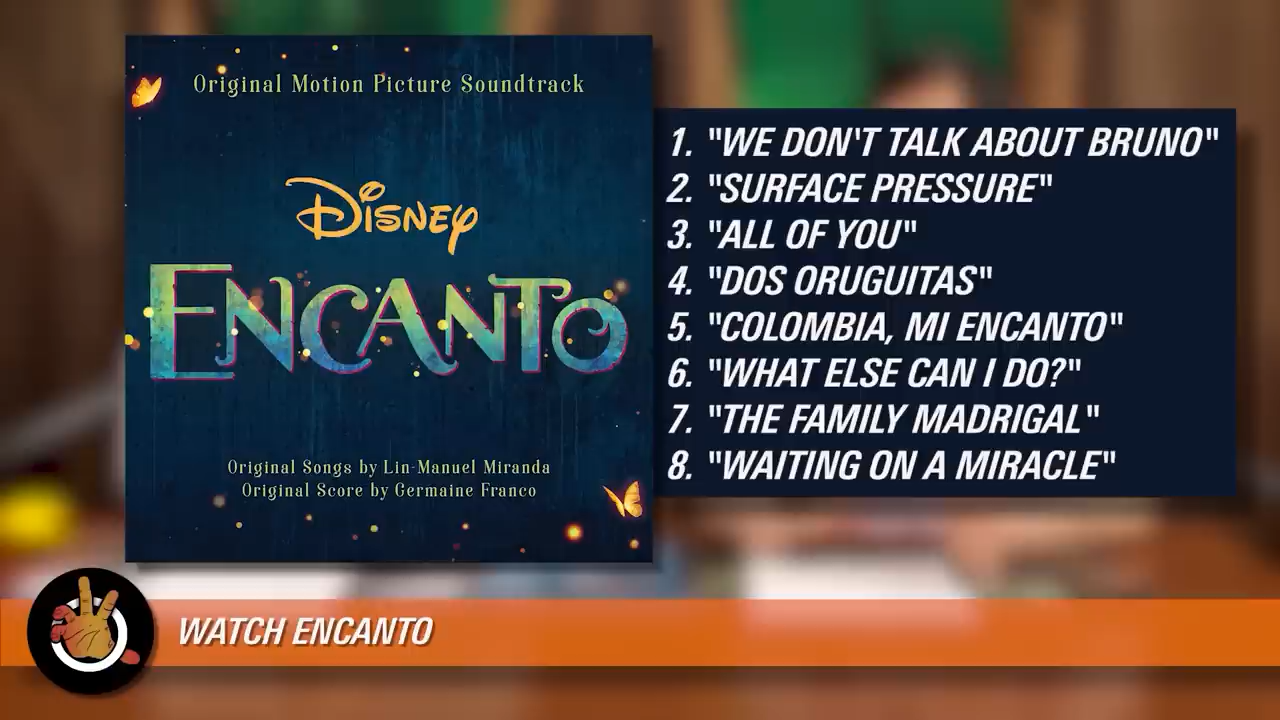 Original Motion Picture Soundtrack
DISNEY
ENCANTO
Original Songs by Lin-Manuel Miranda
Original Score by Germaine Franco
1. "WE DON'T TALK ABOUT BRUNO"
2. "SURFACE PRESSURE"
3. "ALL OF YOU"
4. "DOS ORUGUITAS"
5. "COLOMBIA, MI ENCANTO"
6. "WHAT ELSE CAN I DO?"
7. "THE FAMILY MADRIGAL"
8. "WAITING ON A MIRACLE"
WATCH ENCANTO